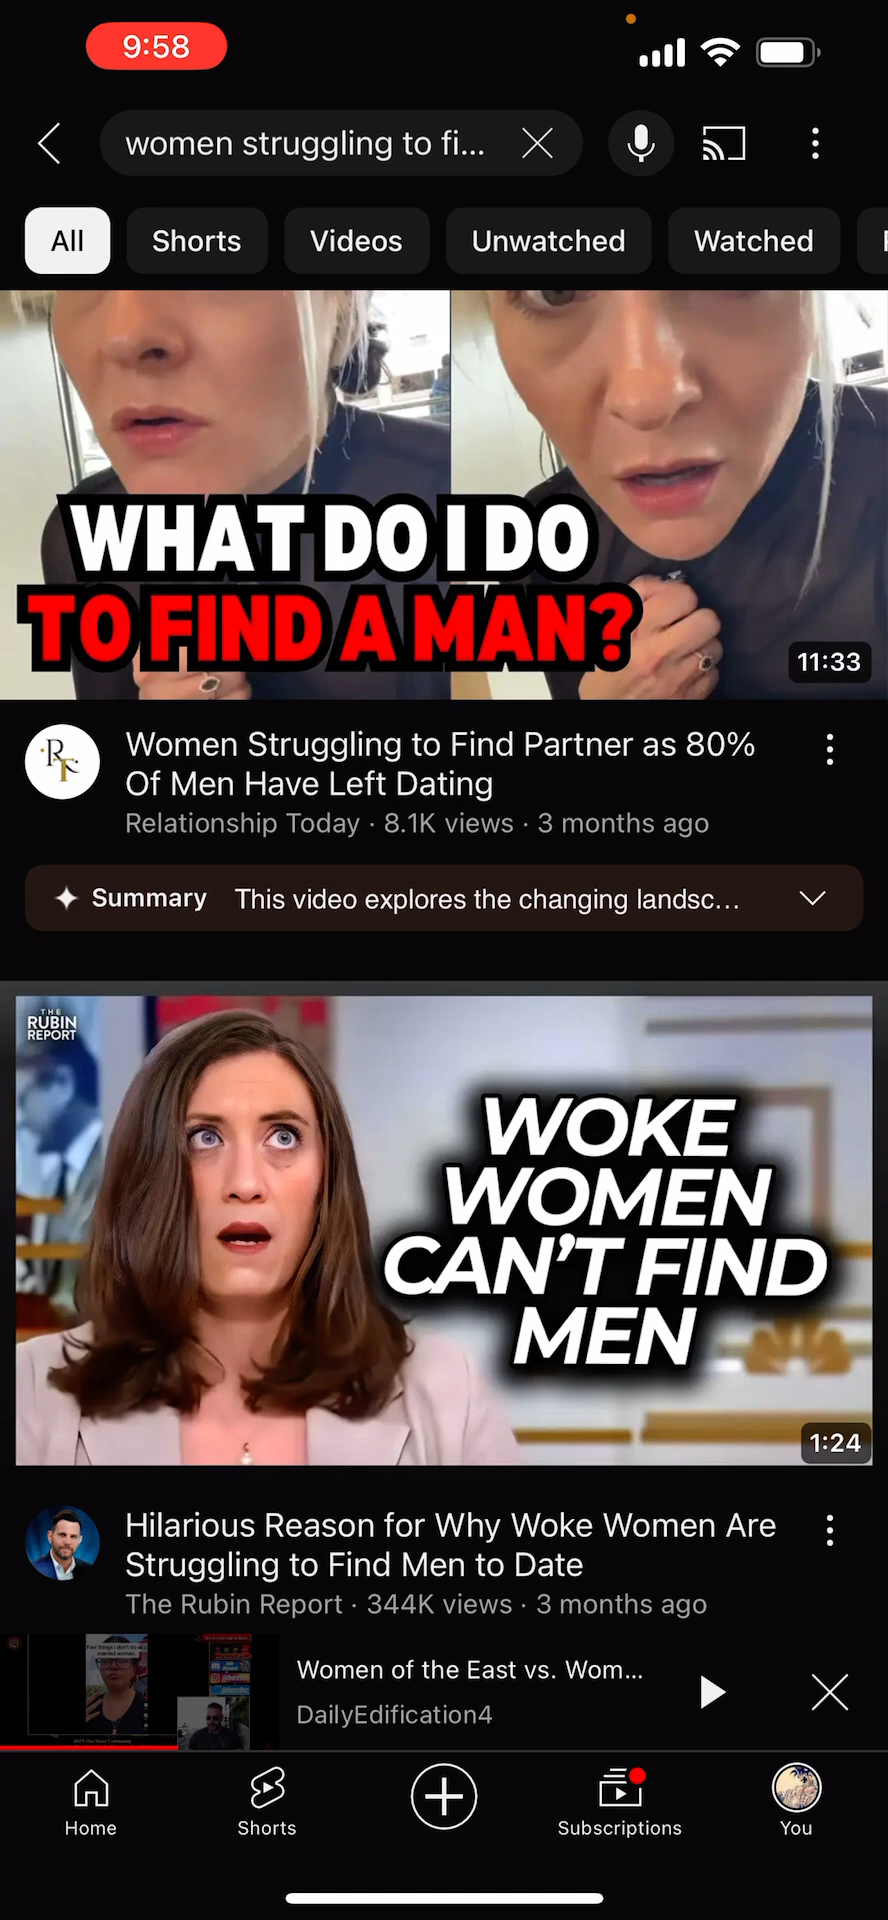 9:58
women struggling to fi...
All
Shorts
Videos
Unwatched
Watched
WHAT DO I DO
TO FIND A MAN?
11:33
RT
Women Struggling to Find Partner as 80%
Of Men Have Left Dating
Relationship Today · 8.1K views · 3 months ago
Summary This video explores the changing landsc...
THE
RUBIN
REPORT
WOKE
WOMEN
CAN'T FIND
MEN
1:24
Hilarious Reason for Why Woke Women Are
Struggling to Find Men to Date
The Rubin Report · 344K views · 3 months ago
married woman.
Women of the East vs. Wom...
DailyEdification4
Home
Shorts
Subscriptions
You